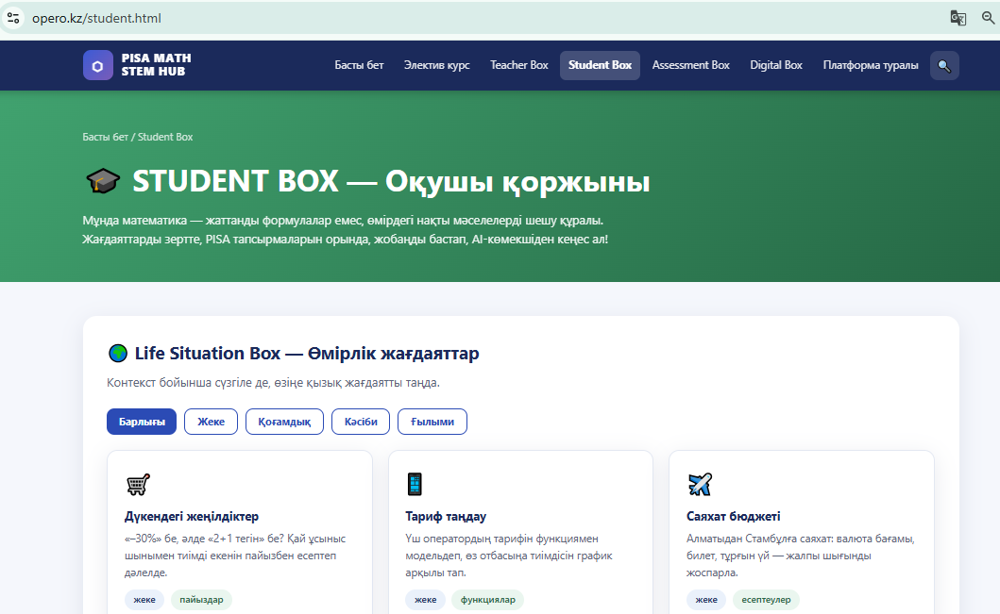 opero.kz/student.html
PISA MATH
STEM HUB
Басты бет Электив курс Teacher Box Student Box Assessment Box Digital Box Платформа туралы
Басты бет / Student Box
STUDENT BOX — Оқушы қоржыны
Мұнда математика — жаттанды формулалар емес, өмірдегі нақты мәселелерді шешу құралы.
Жағдаяттарды зертте, PISA тапсырмаларын орында, жобаңды бастап, AI-көмекшіден кеңес ал!
Life Situation Box — Өмірлік жағдаяттар
Контекст бойынша сүзгіле де, өзіңе қызық жағдаятты таңда.
Барлығы Жеке Қоғамдық Кәсіби Ғылыми
Дүкендегі жеңілдіктер
«–30%» бе, әлде «2+1 тегін» бе? Қай ұсыныс
шынымен тиімді екенін пайызбен есептеп
дәлелде.
жеке пайыздар
Тариф таңдау
Үш оператордың тарифін функциямен
модельдеп, өз отбасыңа тиімдісін график
арқылы тап.
жеке функциялар
Саяхат бюджеті
Алматыдан Стамбұлға саяхат: валюта бағамы,
билет, тұрғын үй — жалпы шығынды
жоспарла.
жеке есептеулер